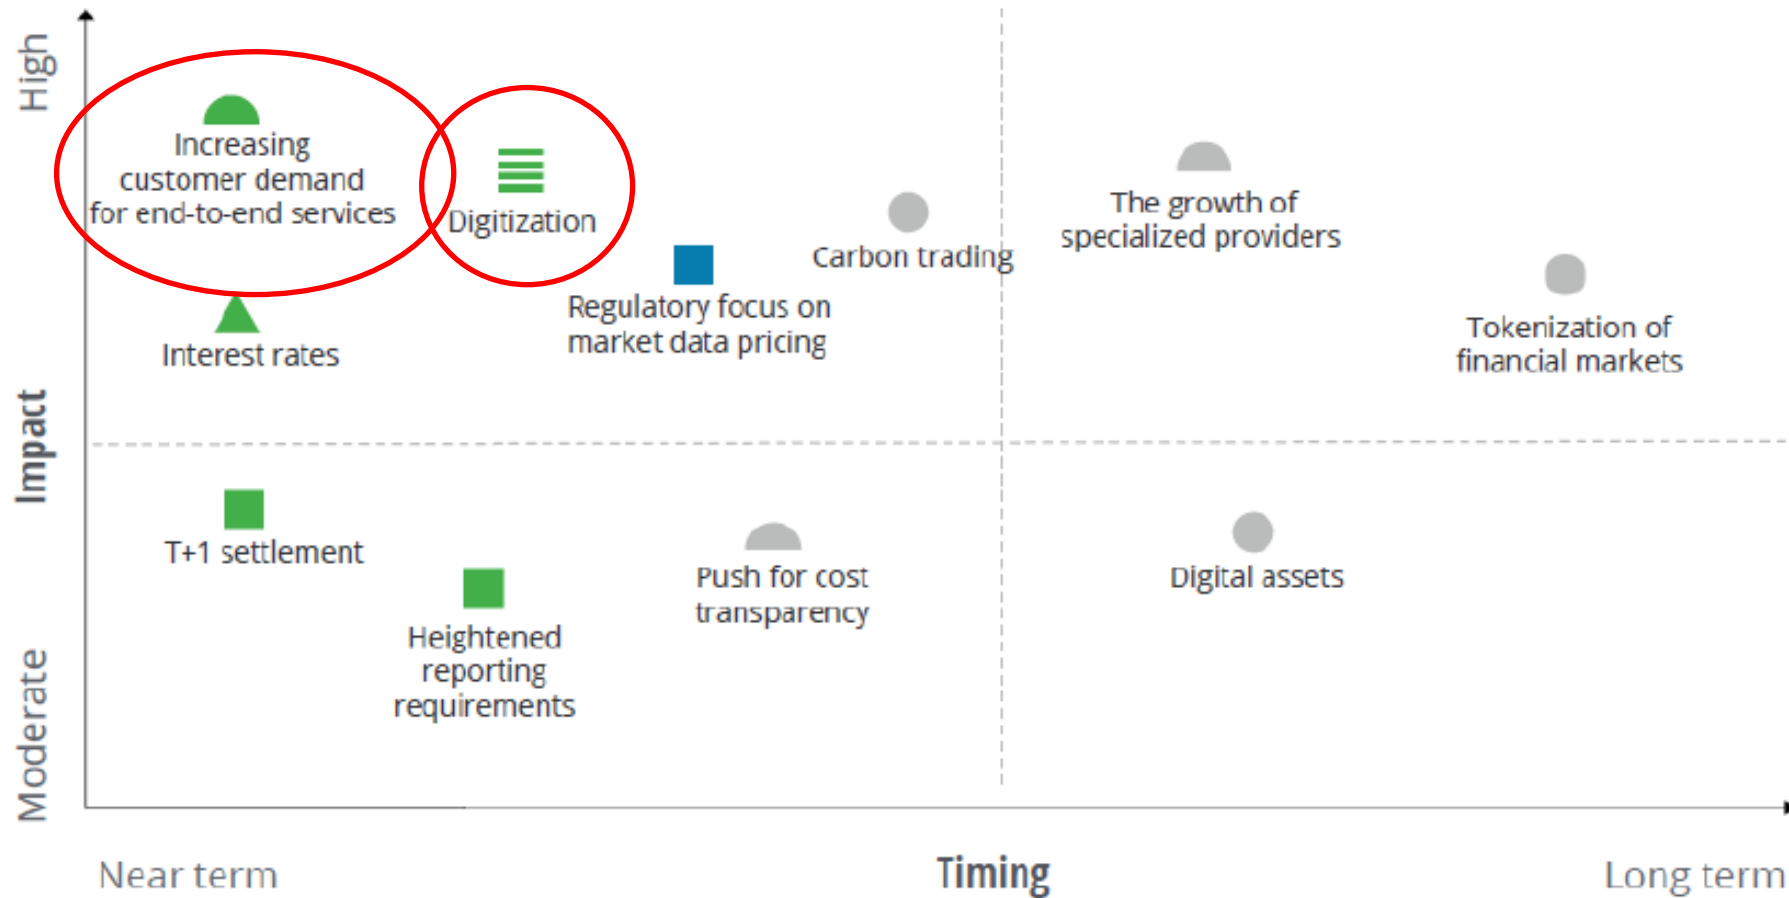 High
Increasing
customer demand
for end-to-end services
Digitization
Interest rates
Regulatory focus on
market data pricing
Carbon trading
The growth of
specialized providers
Tokenization of
financial markets
Impact
T+1 settlement
Heightened
reporting
requirements
Push for cost
transparency
Digital assets
Moderate
Near term
Timing
Long term